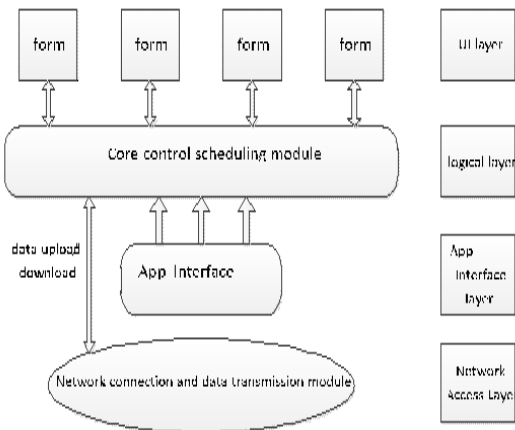 form form form form UI layer
Core control scheduling module
logical layer
data upload
download
App Interface
App
Interface
layer
Network connection and data transmission module
Network
Access Laye